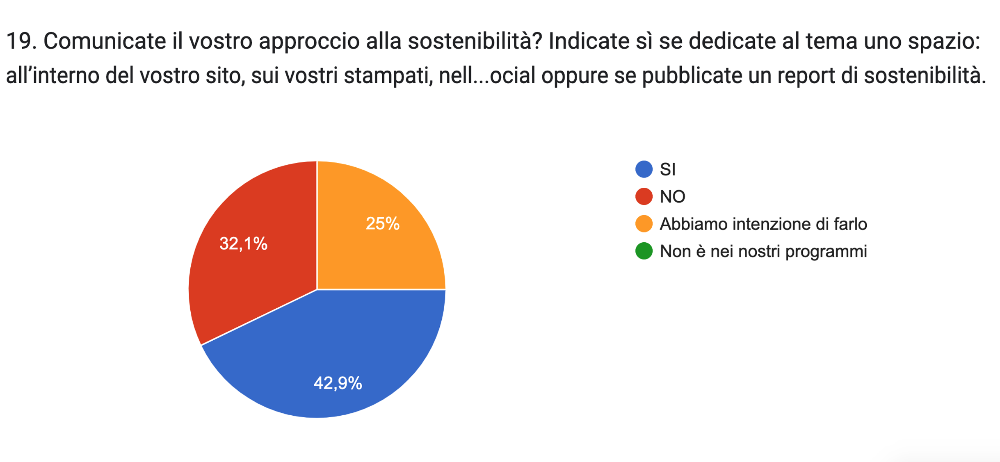 19. Comunicate il vostro approccio alla sostenibilità? Indicate sì se dedicate al tema uno spazio:
all’interno del vostro sito, sui vostri stampati, nell...ocial oppure se pubblicate un report di sostenibilità.
SI
NO
Abbiamo intenzione di farlo
Non è nei nostri programmi
25%
32,1%
42,9%